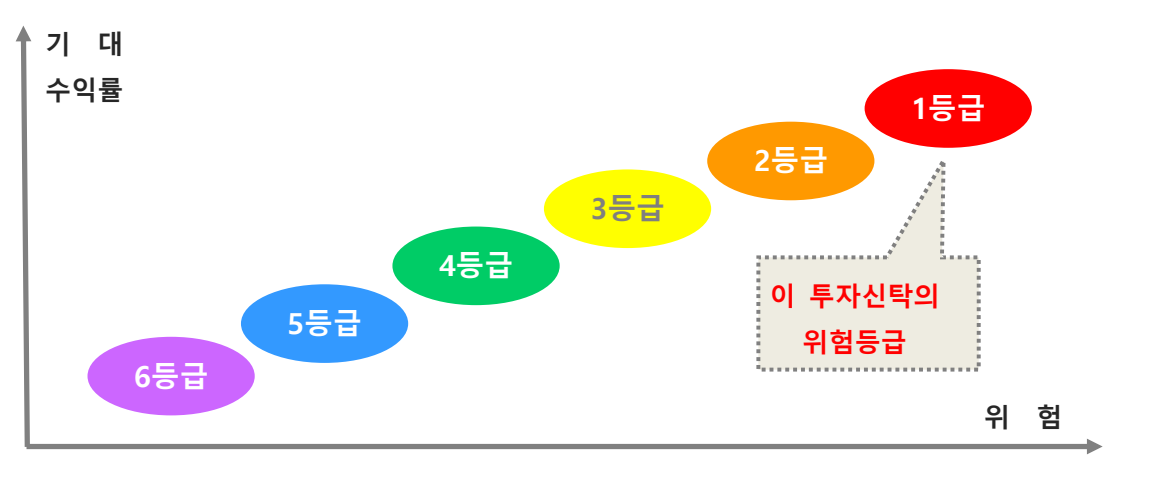 기 대
수익률
1등급
2등급
3등급
4등급
5등급
6등급
이 투자신탁의
위험등급
위 험